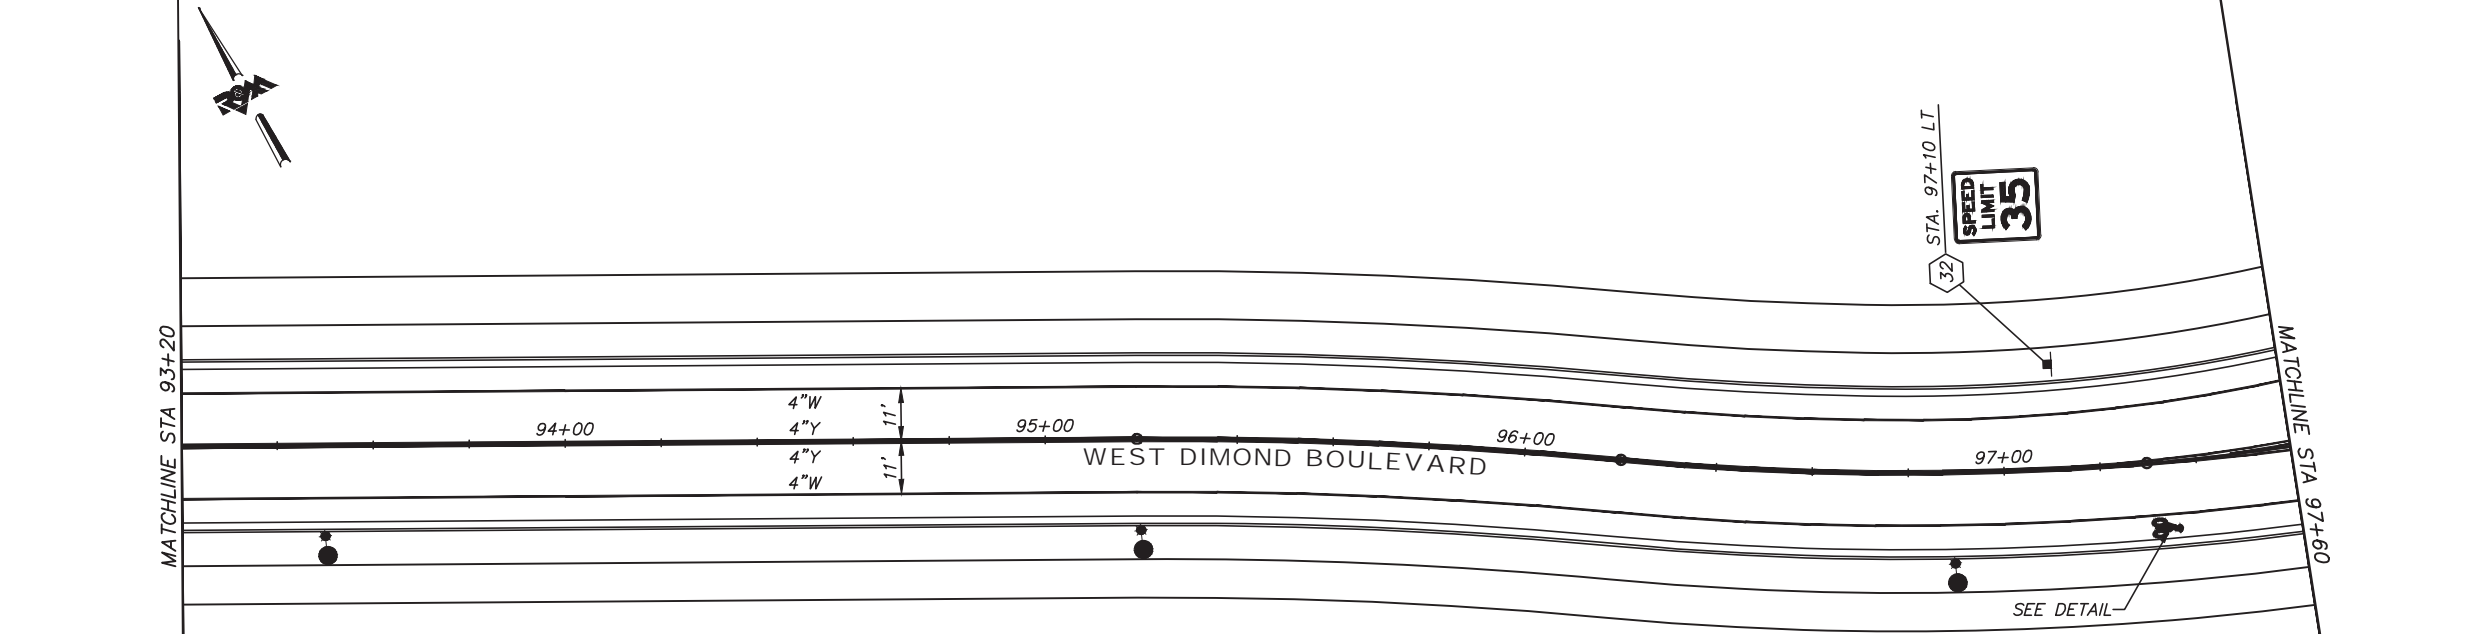 STA. 97+10 LT
SPEED
LIMIT
35
32
MATCHLINE STA 93+20
MATCHLINE STA 97+60
4"W
11'
94+00
4"Y
95+00
96+00
97+00
4"Y
11'
WEST DIMOND BOULEVARD
4"W
SEE DETAIL